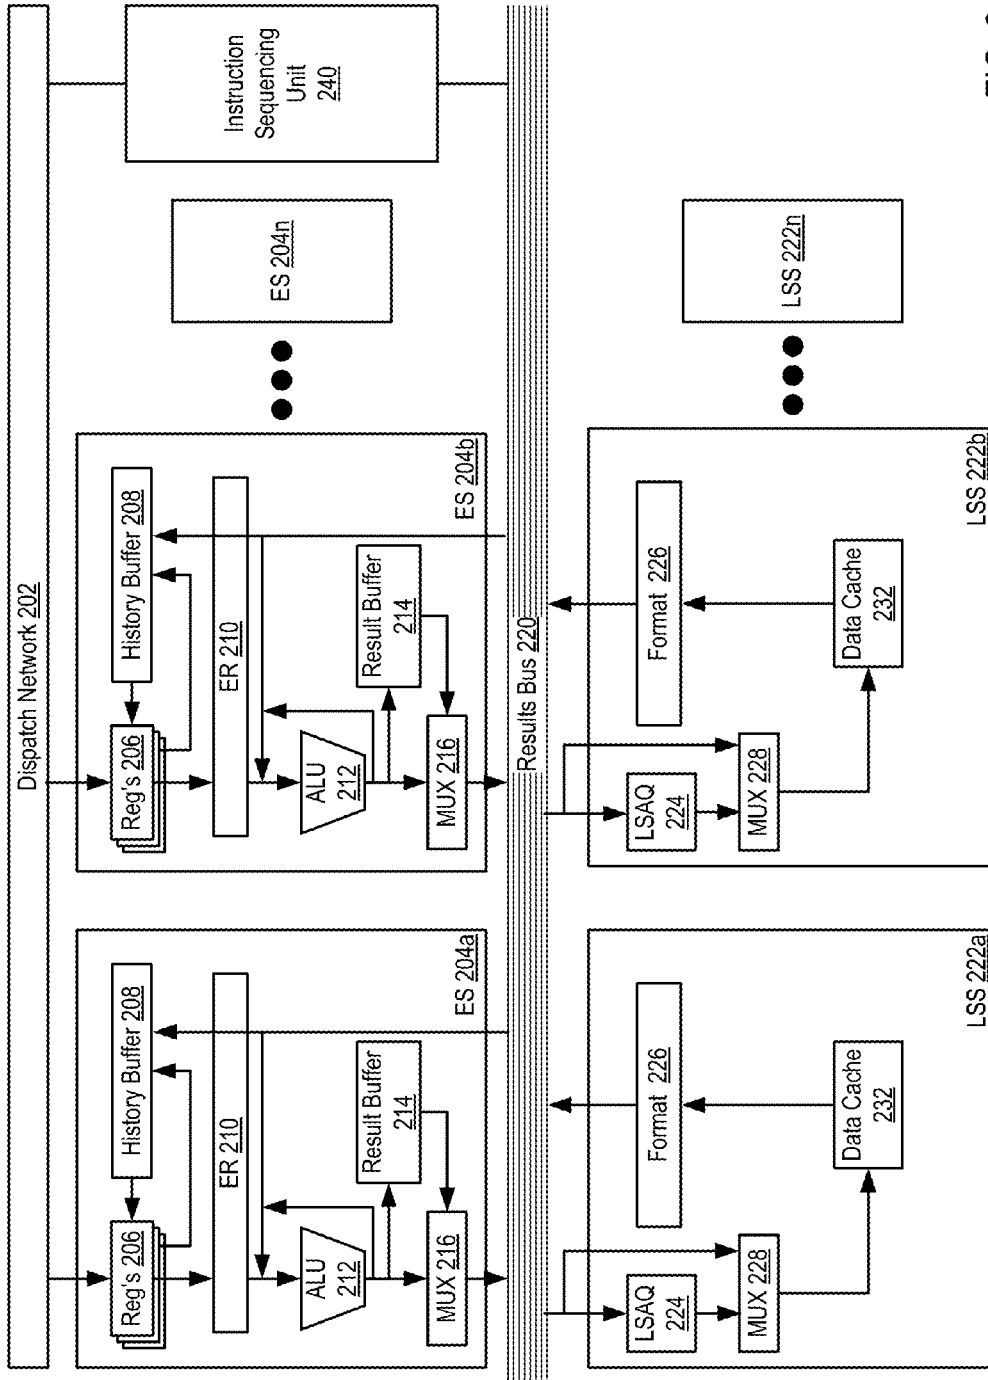 Dispatch Network 202
Reg's 206
History Buffer 208
ER 210
ALU
212
Result Buffer
214
MUX 216
ES 204a
Reg's 206
History Buffer 208
ER 210
ALU
212
Result Buffer
214
MUX 216
ES 204b
ES 204n
Instruction
Sequencing
Unit
240
Results Bus 220
LSAQ
224
MUX 228
Format 226
Data Cache
232
LSS 222a
LSAQ
224
MUX 228
Format 226
Data Cache
232
LSS 222b
LSS 222n